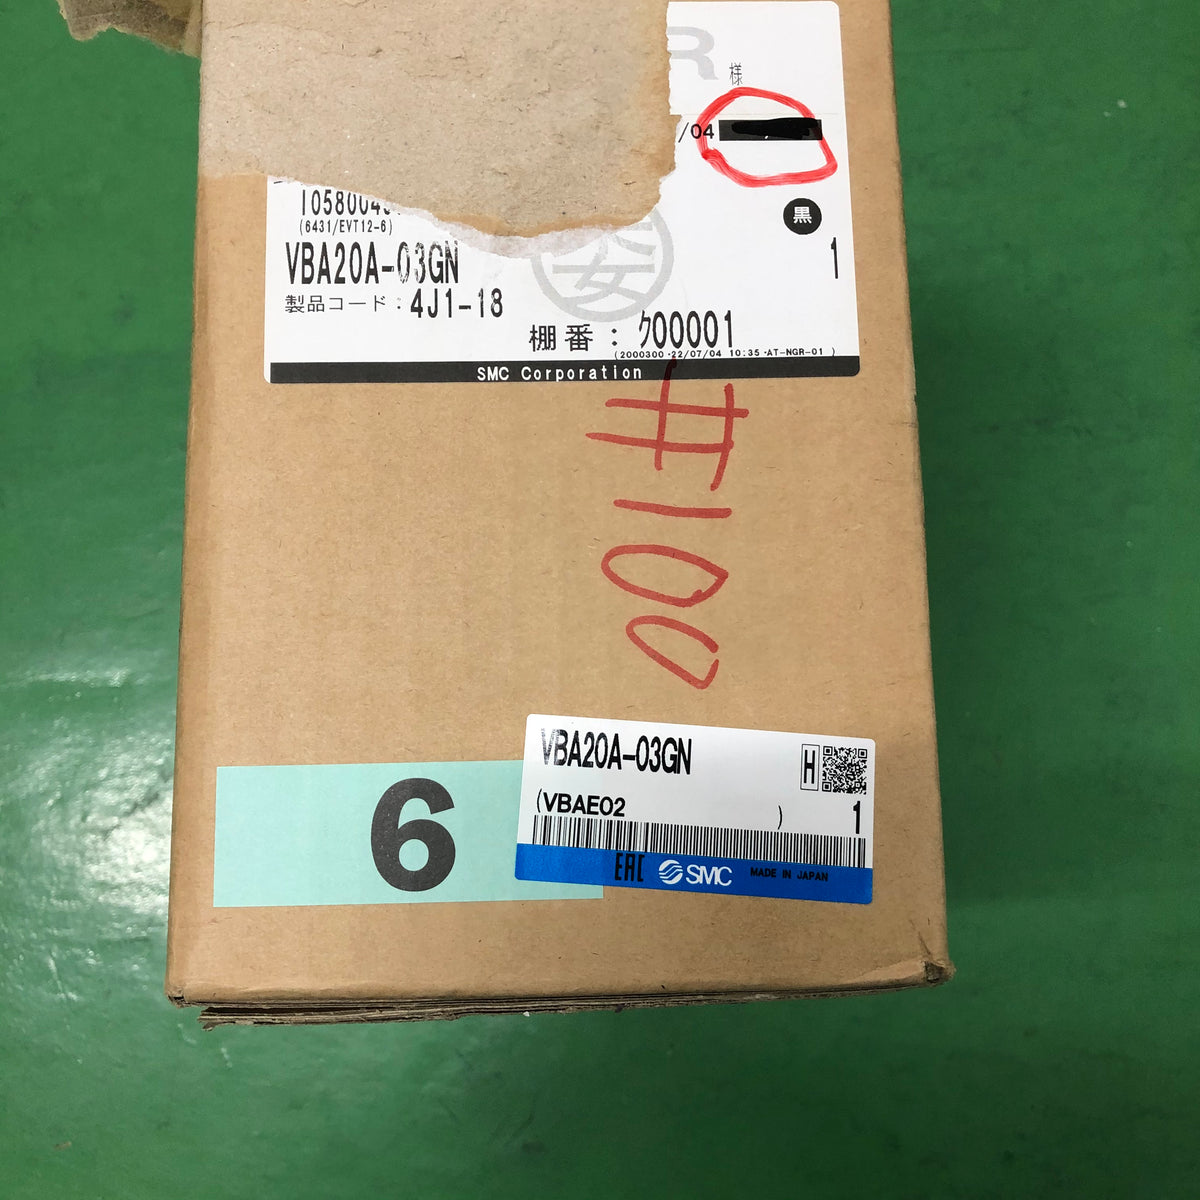 R
様
/04
I0580043
(6431/EVT12-6)
黒
VBA20A-03GN
1
製品コード：4J1-18
安
棚番：ｸ00001
(2000300・22/07/04 10:35・AT-NGR-01 )
SMC Corporation
#100
6
VBA20A-03GN
H
(VBAE02 )
1
EAC SMC MADE IN JAPAN